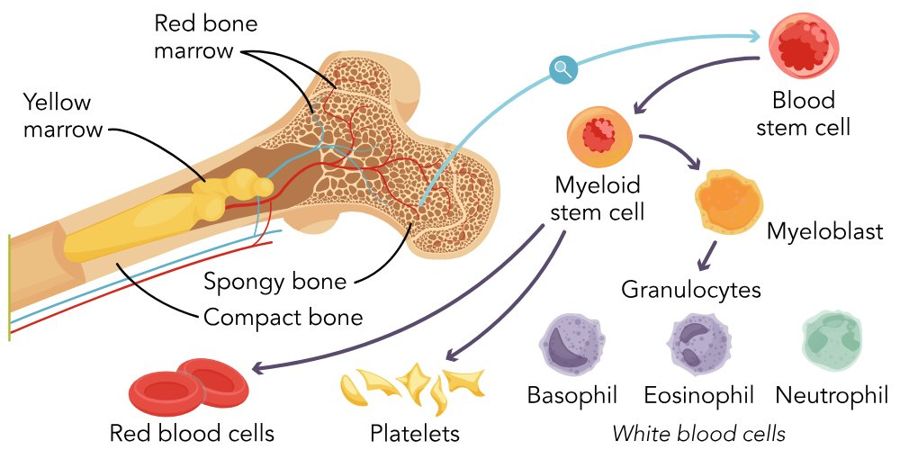 Red bone
marrow
Yellow
marrow
Blood
stem cell
Myeloid
stem cell
Myeloblast
Spongy bone
Compact bone
Granulocytes
Basophil
Eosinophil
Neutrophil
Red blood cells
Platelets
White blood cells